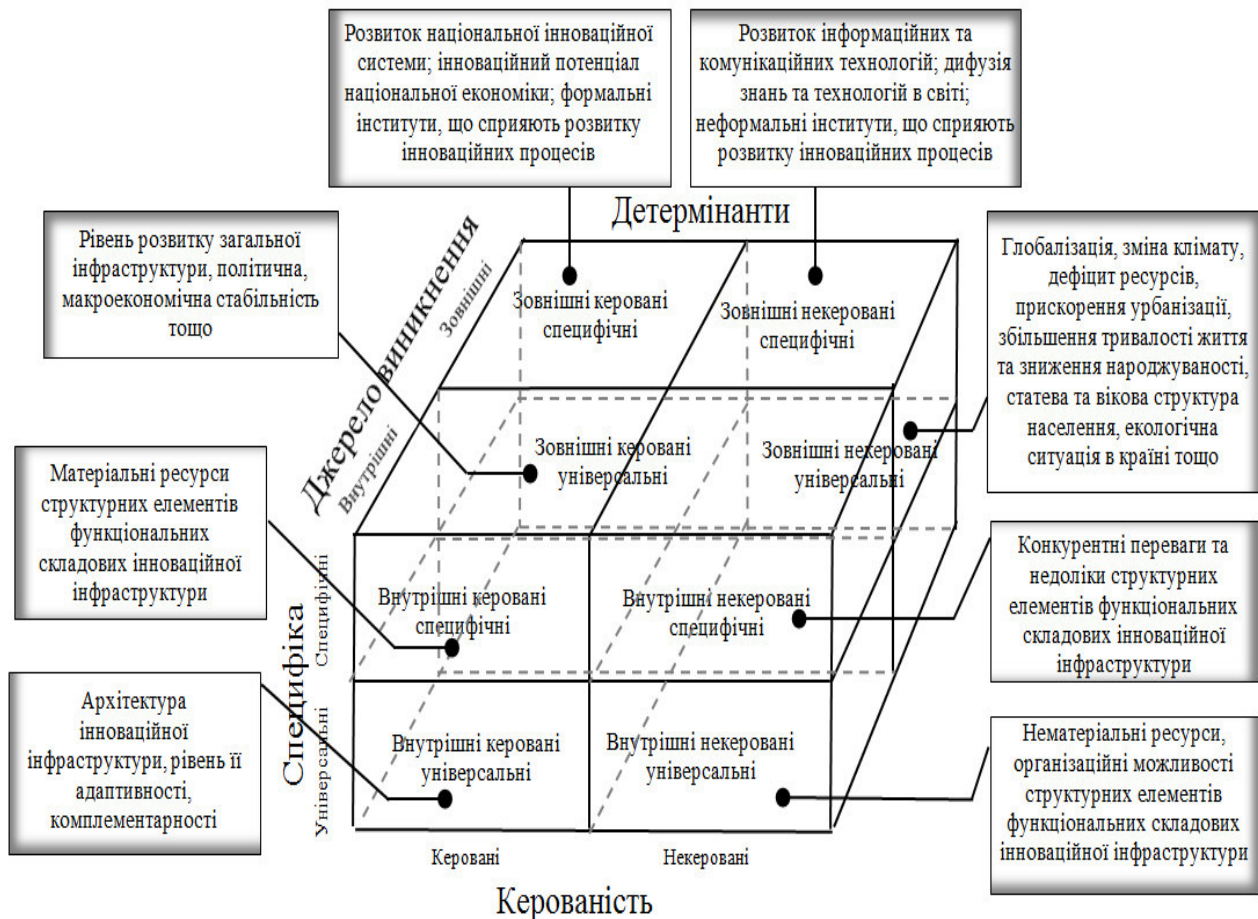 Розвиток національної інноваційної
системи; інноваційний потенціал
національної економіки; формальні
інститути, що сприяють розвитку
інноваційних процесів
Розвиток інформаційних та
комунікаційних технологій; дифузія
знань та технологій в світі;
неформальні інститути, що сприяють
розвитку інноваційних процесів
Детермінанти
Рівень розвитку загальної
інфраструктури, політична,
макроекономічна стабільність
тощо
Глобалізація, зміна клімату,
дефіцит ресурсів,
прискорення урбанізації,
збільшення тривалості життя
та зниження народжуваності,
статева та вікова структура
населення, екологічна
ситуація в країні тощо
Джерело виникнення
Зовнішні
Внутрішні
Зовнішні керовані
специфічні
Зовнішні некеровані
специфічні
Зовнішні керовані
універсальні
Зовнішні некеровані
універсальні
Матеріальні ресурси
структурних елементів
функціональних
складових інноваційної
інфраструктури
Конкурентні переваги та
недоліки структурних
елементів функціональних
складових інноваційної
інфраструктури
Специфіка
Специфічні
Універсальні
Внутрішні керовані
специфічні
Внутрішні некеровані
специфічні
Архітектура
інноваційної
інфраструктури, рівень її
адаптивності,
комплементарності
Внутрішні керовані
універсальні
Внутрішні некеровані
універсальні
Нематеріальні ресурси,
організаційні можливості
структурних елементів
функціональних складових
інноваційної інфраструктури
Керовані
Некеровані
Керованість